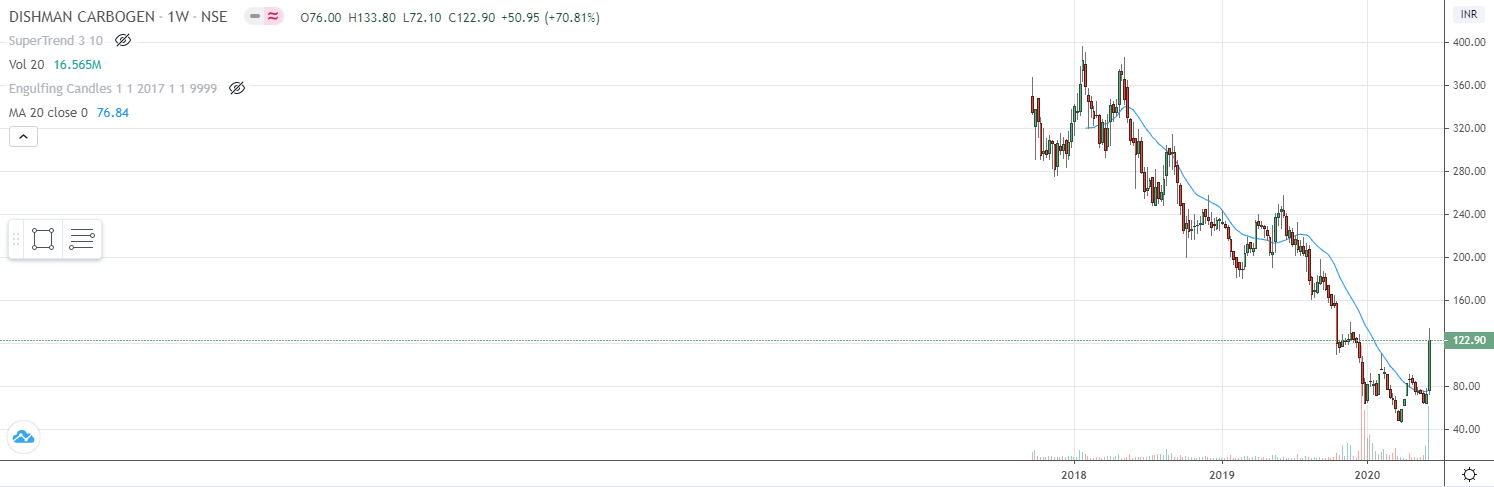 DISHMAN CARBOGEN · 1W · NSE O76.00 H133.80 L72.10 C122.90 +50.95 (+70.81%)
INR
SuperTrend 3 10
Vol 20 16.565M
Engulfing Candles 1 1 2017 1 1 9999
MA 20 close 0 76.84
400.00
360.00
320.00
280.00
240.00
200.00
160.00
122.90
80.00
40.00
2018 2019 2020